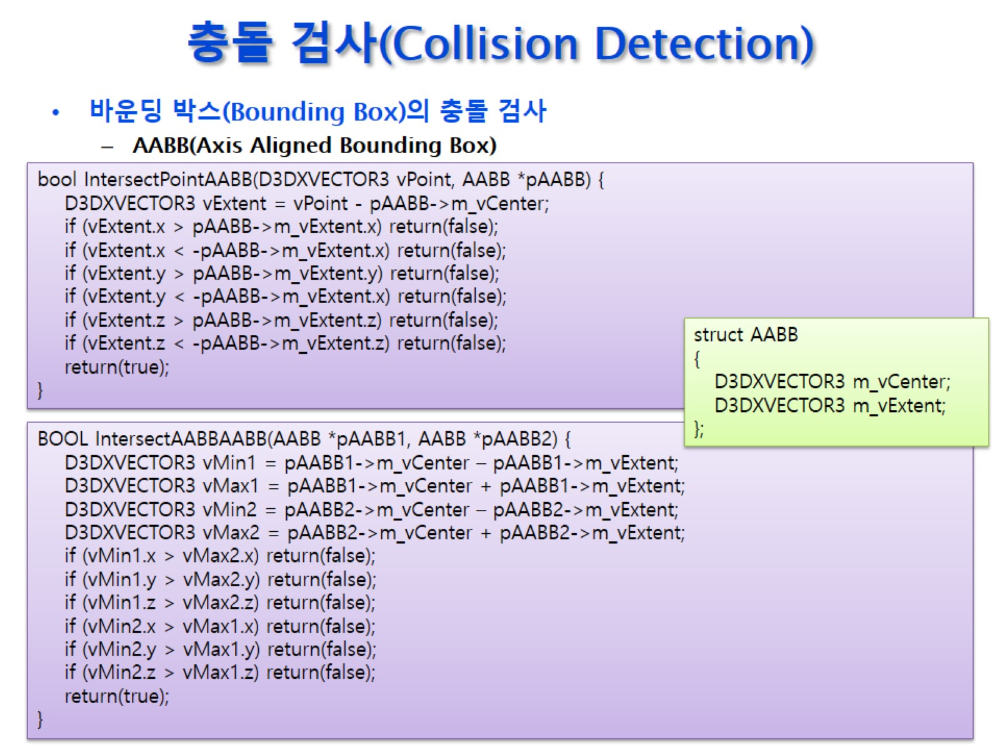 충돌 검사(Collision Detection)
• 바운딩 박스(Bounding Box)의 충돌 검사
– AABB(Axis Aligned Bounding Box)
bool IntersectPointAABB(D3DXVECTOR3 vPoint, AABB *pAABB) {
D3DXVECTOR3 vExtent = vPoint - pAABB->m_vCenter;
if (vExtent.x > pAABB->m_vExtent.x) return(false);
if (vExtent.x < -pAABB->m_vExtent.x) return(false);
if (vExtent.y > pAABB->m_vExtent.y) return(false);
if (vExtent.y < -pAABB->m_vExtent.x) return(false);
if (vExtent.z > pAABB->m_vExtent.z) return(false);
if (vExtent.z < -pAABB->m_vExtent.z) return(false);
return(true);
}
struct AABB
{
D3DXVECTOR3 m_vCenter;
D3DXVECTOR3 m_vExtent;
};
BOOL IntersectAABBAABB(AABB *pAABB1, AABB *pAABB2) {
D3DXVECTOR3 vMin1 = pAABB1->m_vCenter – pAABB1->m_vExtent;
D3DXVECTOR3 vMax1 = pAABB1->m_vCenter + pAABB1->m_vExtent;
D3DXVECTOR3 vMin2 = pAABB2->m_vCenter – pAABB2->m_vExtent;
D3DXVECTOR3 vMax2 = pAABB2->m_vCenter + pAABB2->m_vExtent;
if (vMin1.x > vMax2.x) return(false);
if (vMin1.y > vMax2.y) return(false);
if (vMin1.z > vMax2.z) return(false);
if (vMin2.x > vMax1.x) return(false);
if (vMin2.y > vMax1.y) return(false);
if (vMin2.z > vMax1.z) return(false);
return(true);
}